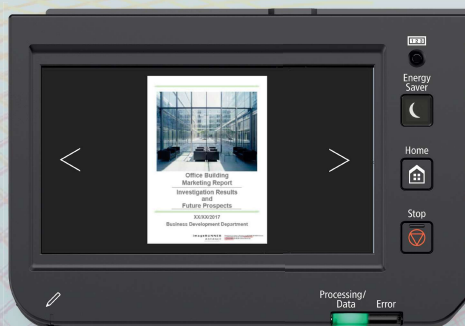 123
Energy
Saver
Home
Stop
Office Building
Marketing Report
Investigation Results
and
Future Prospects
XX/XX/2017
Business Development Department
Processing/
Data
Error